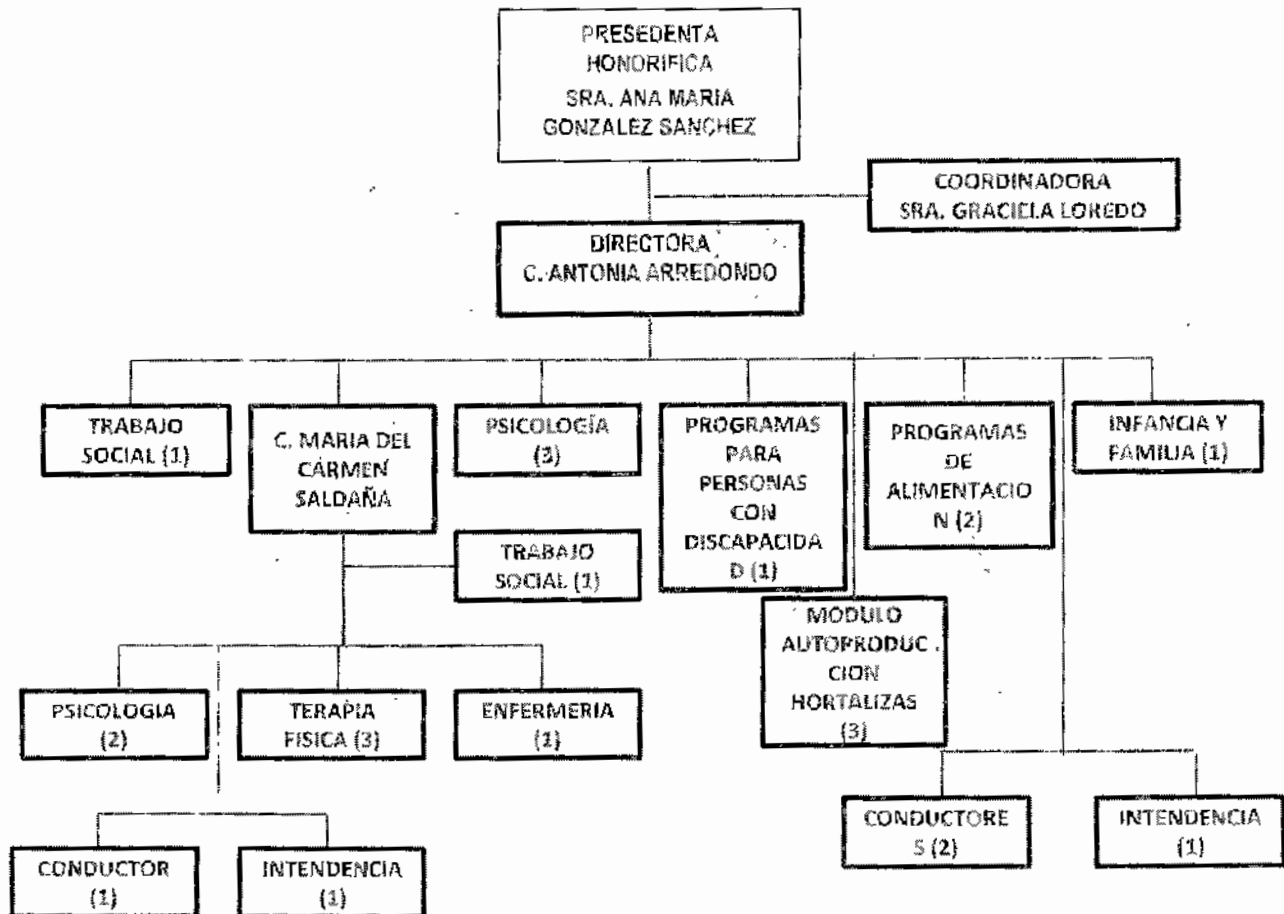 PRESEDENTA
HONORIFICA
SRA. ANA MARIA
GONZALEZ SANCHEZ
COORDINADORA
SRA. GRACIELA LOREDO
DIRECTORA
C. ANTONIA ARREDONDO
TRABAJO
SOCIAL (1)
C. MARIA DEL
CARMEN
SALDAÑA
PSICOLOGÍA
(3)
PROGRAMAS
PARA
PERSONAS
CON
DISCAPACIDA
D (1)
PROGRAMAS
DE
ALIMENTACIO
N (2)
INFANCIA Y
FAMILIA (1)
TRABAJO
SOCIAL (1)
MODULO
AUTOPRODUC
CION
HORTALIZAS
(3)
PSICOLOGIA
(2)
TERAPIA
FISICA (3)
ENFERMERIA
(1)
CONDUCTORE
S (2)
INTENDENCIA
(1)
CONDUCTOR
(1)
INTENDENCIA
(1)